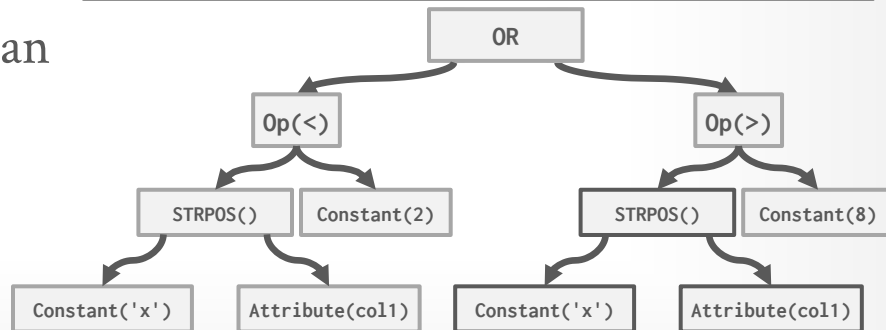 an
OR
Op(<) Op(>)
STRPOS() Constant(2) STRPOS() Constant(8)
Constant('x') Attribute(col1) Constant('x') Attribute(col1)